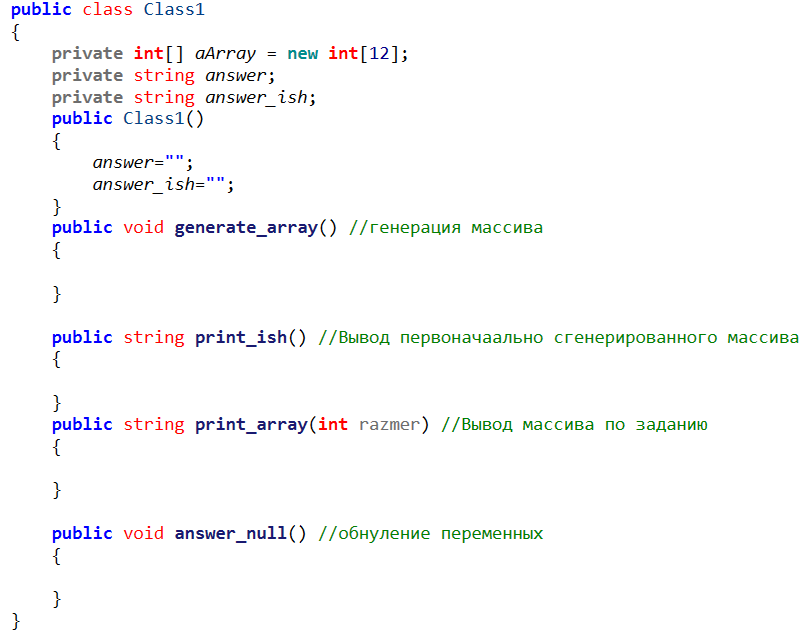 public class Class1
{
    private int[] aArray = new int[12];
    private string answer;
    private string answer_ish;
    public Class1()
    {
        answer="";
        answer_ish="";
    }
    public void generate_array() //генерация массива
    {

    }

    public string print_ish() //Вывод первоначаально сгенерированного массива
    {

    }
    public string print_array(int razmer) //Вывод массива по заданию
    {

    }

    public void answer_null() //обнуление переменных
    {

    }
}